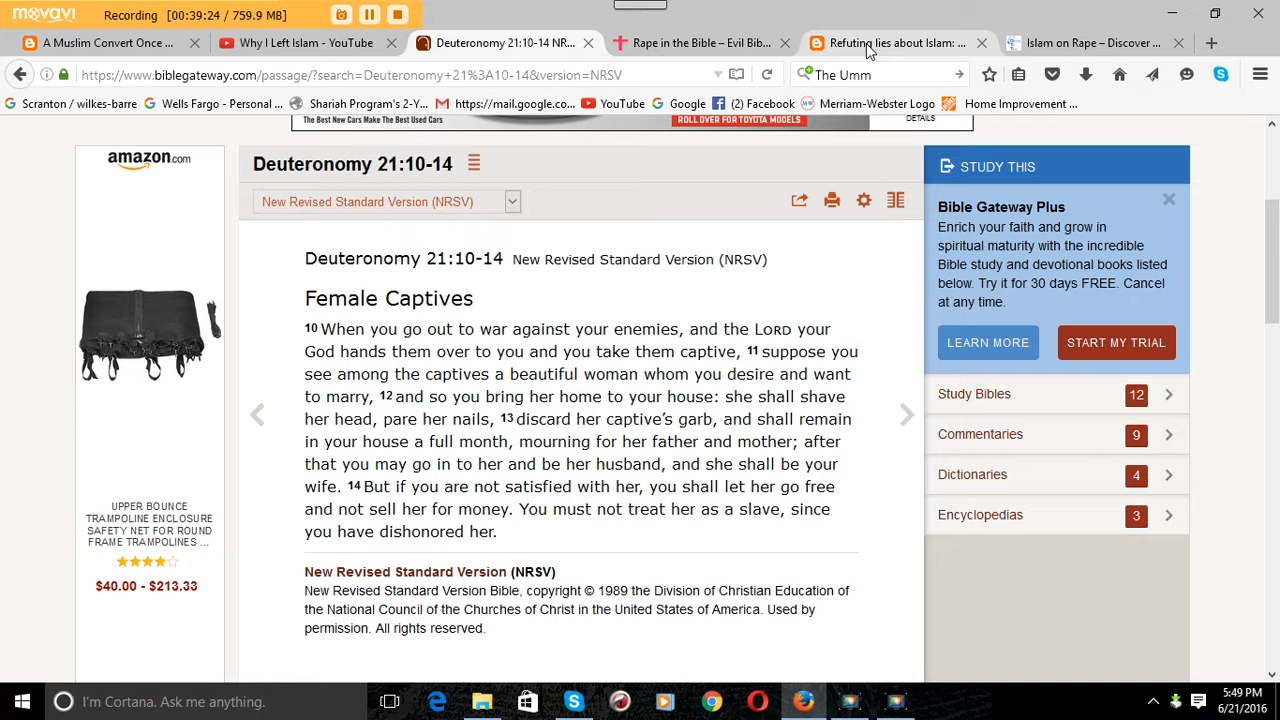 movavi
Recording (00:39:24 / 759.9 MB)
A Muslim Convert Once ...
Why I Left Islam - YouTube
Deuteronomy 21:10-14 NR...
Rape in the Bible – Evil Bib...
Refuting lies about Islam: ...
Islam on Rape – Discover ...
https://www.biblegateway.com/passage/?search=Deuteronomy+21%3A10-14&version=NRSV
The Umm
Scranton / wilkes-barre
Wells Fargo - Personal...
Shariah Program's 2-Y...
https://mail.google.co...
YouTube
Google
(2) Facebook
Merriam-Webster Logo
Home Improvement ...
The Best New Cars Make The Best Used Cars
ROLL OVER FOR TOYOTA MODELS
DETAILS
amazon.com
UPPER BOUNCE
TRAMPOLINE ENCLOSURE
SAFETY NET FOR ROUND
FRAME TRAMPOLINES ...
$40.00 - $213.33
Deuteronomy 21:10-14
New Revised Standard Version (NRSV)
Deuteronomy 21:10-14 New Revised Standard Version (NRSV)
Female Captives
10 When you go out to war against your enemies, and the LORD your
God hands them over to you and you take them captive, 11 suppose you
see among the captives a beautiful woman whom you desire and want
to marry, 12 and so you bring her home to your house: she shall shave
her head, pare her nails, 13 discard her captive's garb, and shall remain
in your house a full month, mourning for her father and mother; after
that you may go in to her and be her husband, and she shall be your
wife. 14 But if you are not satisfied with her, you shall let her go free
and not sell her for money. You must not treat her as a slave, since
you have dishonored her.
New Revised Standard Version (NRSV)
New Revised Standard Version Bible, copyright © 1989 the Division of Christian Education of
the National Council of the Churches of Christ in the United States of America. Used by
permission. All rights reserved.
STUDY THIS
Bible Gateway Plus
Enrich your faith and grow in
spiritual maturity with the incredible
Bible study and devotional books listed
below. Try it for 30 days FREE. Cancel
at any time.
LEARN MORE
START MY TRIAL
Study Bibles 12
Commentaries 9
Dictionaries 4
Encyclopedias 3
I'm Cortana. Ask me anything.
5:49 PM
6/21/2016